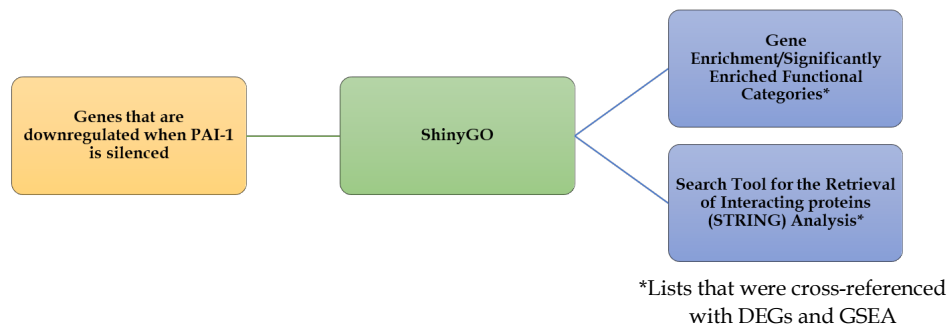 Genes that are
downregulated when PAI-1
is silenced
ShinyGO
Gene
Enrichment/Significantly
Enriched Functional
Categories*
Search Tool for the Retrieval
of Interacting proteins
(STRING) Analysis*
*Lists that were cross-referenced
with DEGs and GSEA